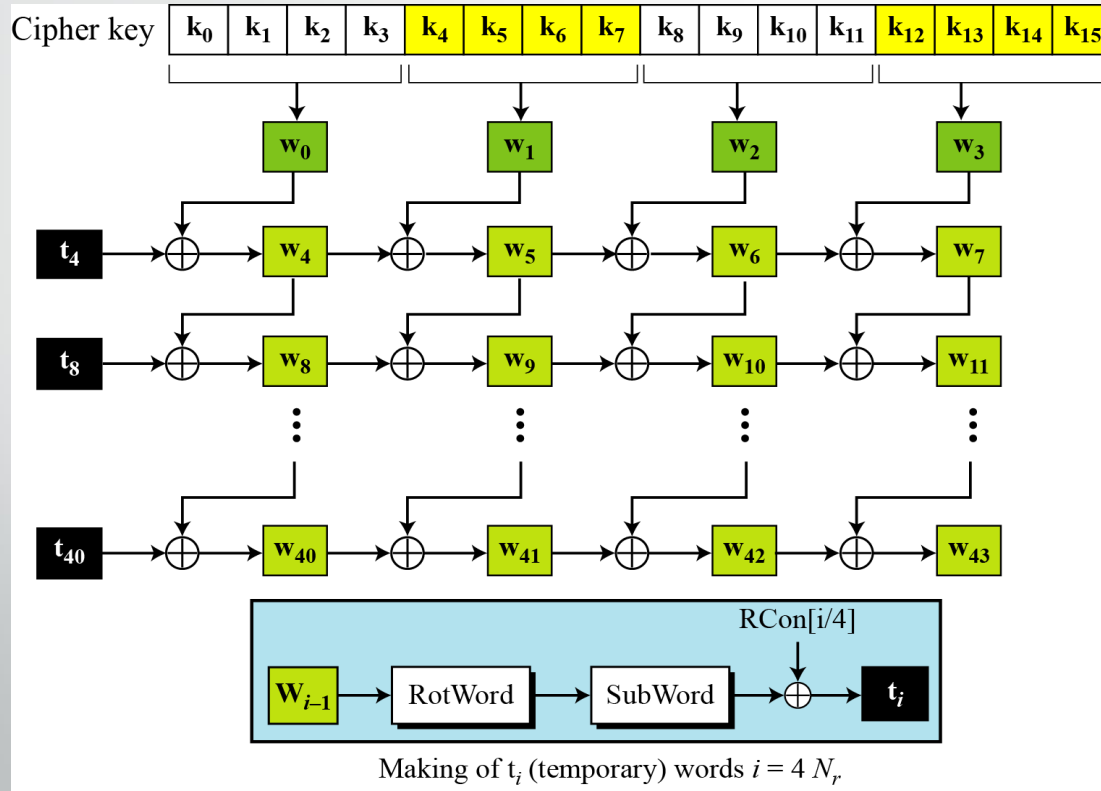 Cipher key k₀ k₁ k₂ k₃ k₄ k₅ k₆ k₇ k₈ k₉ k₁₀ k₁₁ k₁₂ k₁₃ k₁₄ k₁₅
w₀ w₁ w₂ w₃
t₄ w₄ w₅ w₆ w₇
t₈ w₈ w₉ w₁₀ w₁₁
t₄₀ w₄₀ w₄₁ w₄₂ w₄₃
RCon[i/4]
Wᵢ₋₁ RotWord SubWord tᵢ
Making of tᵢ (temporary) words i = 4 Nᵣ